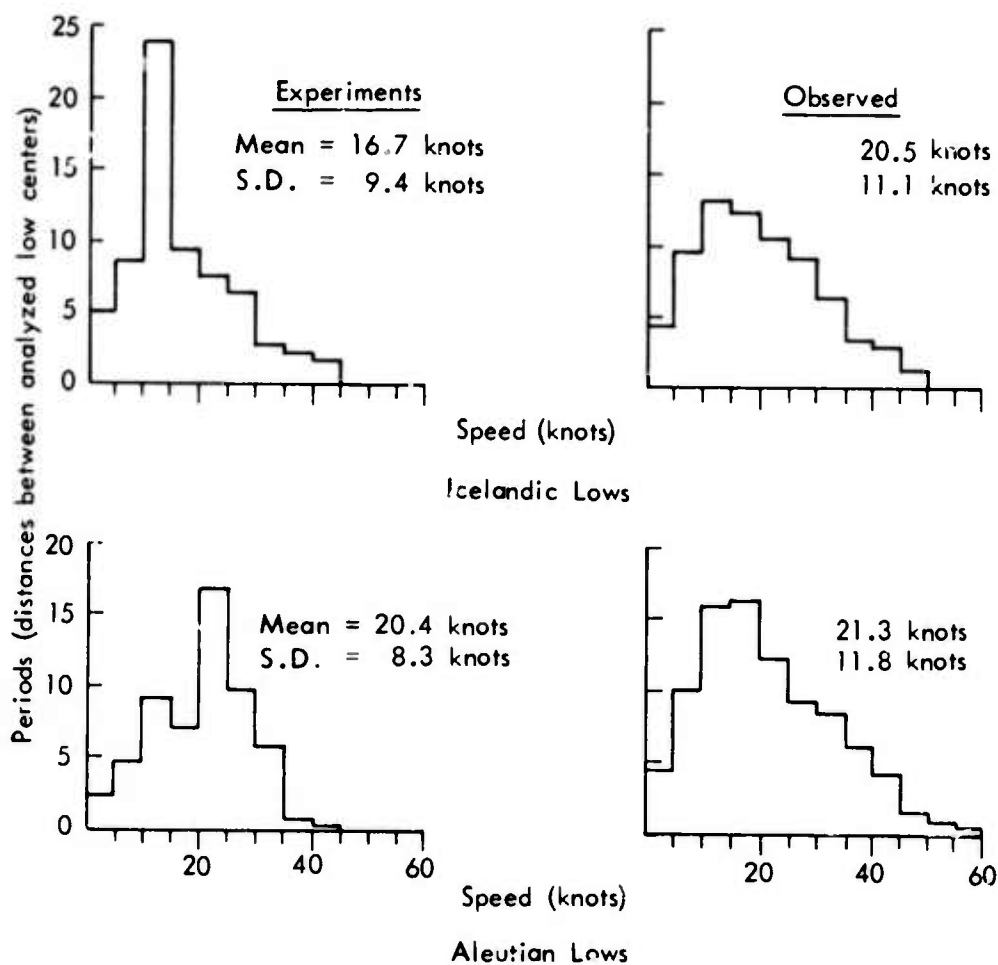 Periods (distances between analyzed low centers)
25
20
15
10
5
0
Experiments
Mean = 16.7 knots
S.D. = 9.4 knots
Observed
20.5 knots
11.1 knots
20
40
60
Speed (knots)
Icelandic Lows
20
15
10
5
0
Mean = 20.4 knots
S.D. = 8.3 knots
21.3 knots
11.8 knots
20
40
60
20
40
60
Speed (knots)
Aleutian Lows